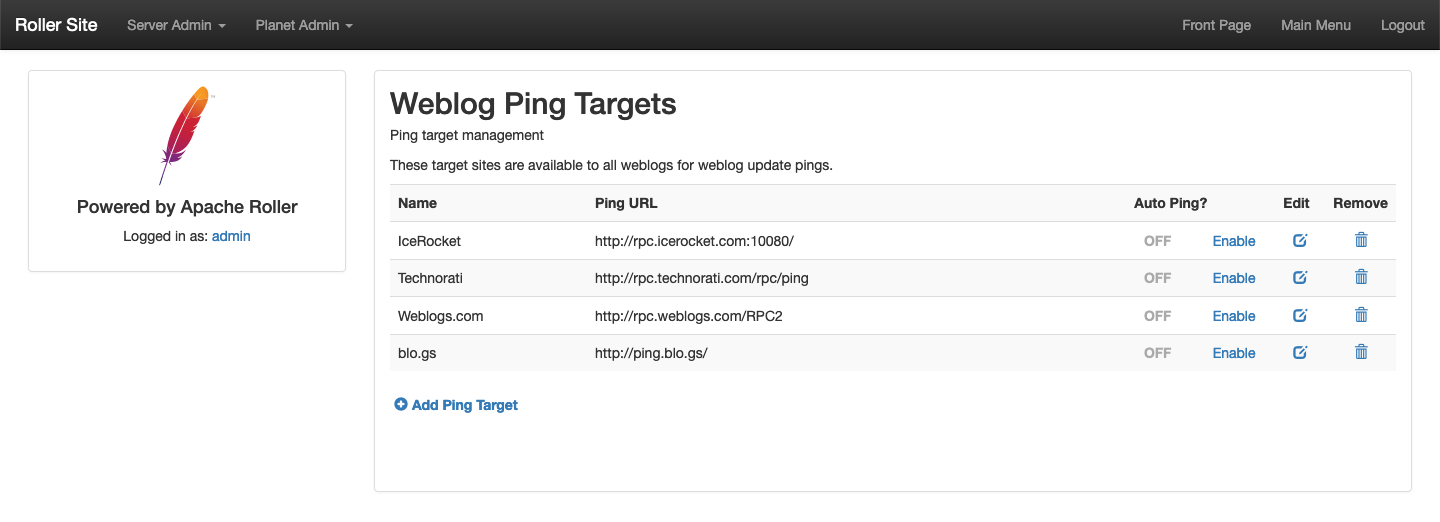 Roller Site Server Admin Planet Admin Front Page Main Menu Logout
Powered by Apache Roller
Logged in as: admin
Weblog Ping Targets
Ping target management
These target sites are available to all weblogs for weblog update pings.
Name Ping URL Auto Ping? Edit Remove
IceRocket http://rpc.icerocket.com:10080/ OFF Enable
Technorati http://rpc.technorati.com/rpc/ping OFF Enable
Weblogs.com http://rpc.weblogs.com/RPC2 OFF Enable
blo.gs http://ping.blo.gs/ OFF Enable
Add Ping Target